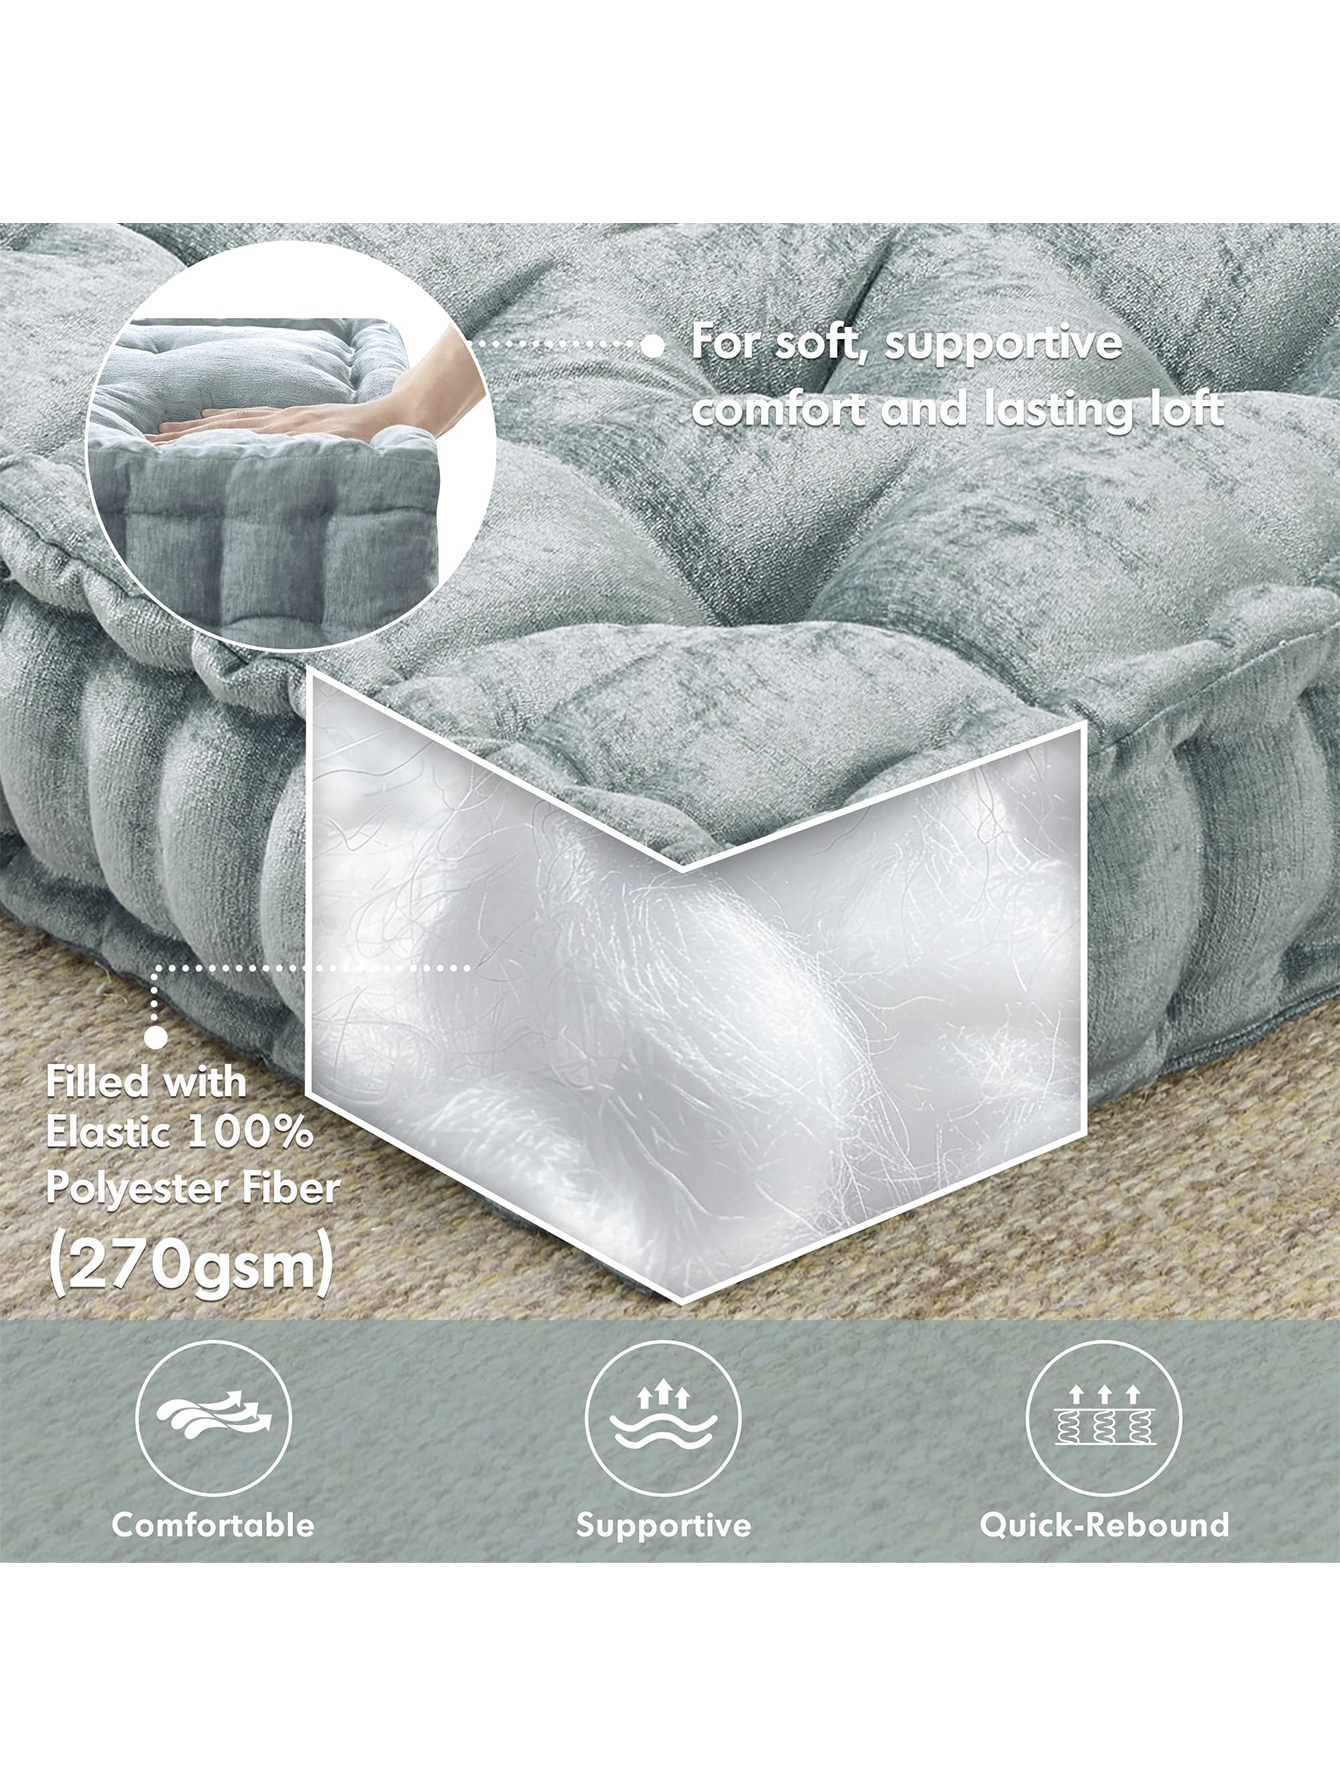 For soft, supportive
comfort and lasting loft
Filled with
Elastic 100%
Polyester Fiber
(270gsm)
Comfortable
Supportive
Quick-Rebound